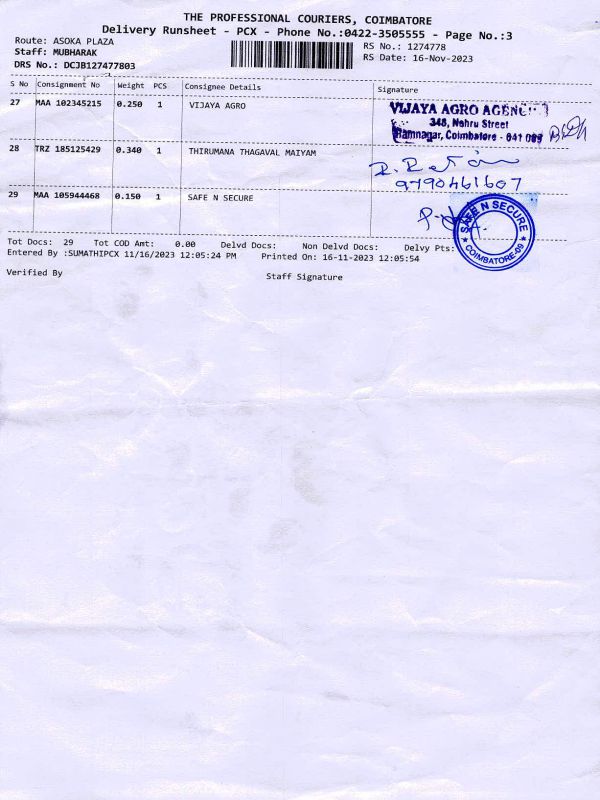 THE PROFESSIONAL COURIERS, COIMBATORE
Delivery Runsheet - PCX - Phone No.:0422-3505555 - Page No.:3
Route: ASOKA PLAZA
RS No.: 1274778
Staff: MUBHARAK
RS Date: 16-Nov-2023
DRS No.: DCJB127477803
S No Consignment No Weight PCS Consignee Details Signature
27 MAA 102345215 0.250 1 VIJAYA AGRO
VIJAYA AGRO AGENC
348, Nehru Street
Ramnagar, Coimbatore - 641 009
28 TRZ 185125429 0.340 1 THIRUMANA THAGAVAL MAIYAM
9790461607
29 MAA 105944468 0.150 1 SAFE N SECURE
SAFE N SECURE
COIMBATORE-09
Tot Docs: 29 Tot COD Amt: 0.00 Delvd Docs: Non Delvd Docs: Delvy Pts:
Entered By :SUMATHIPCX 11/16/2023 12:05:24 PM Printed On: 16-11-2023 12:05:54
Verified By Staff Signature